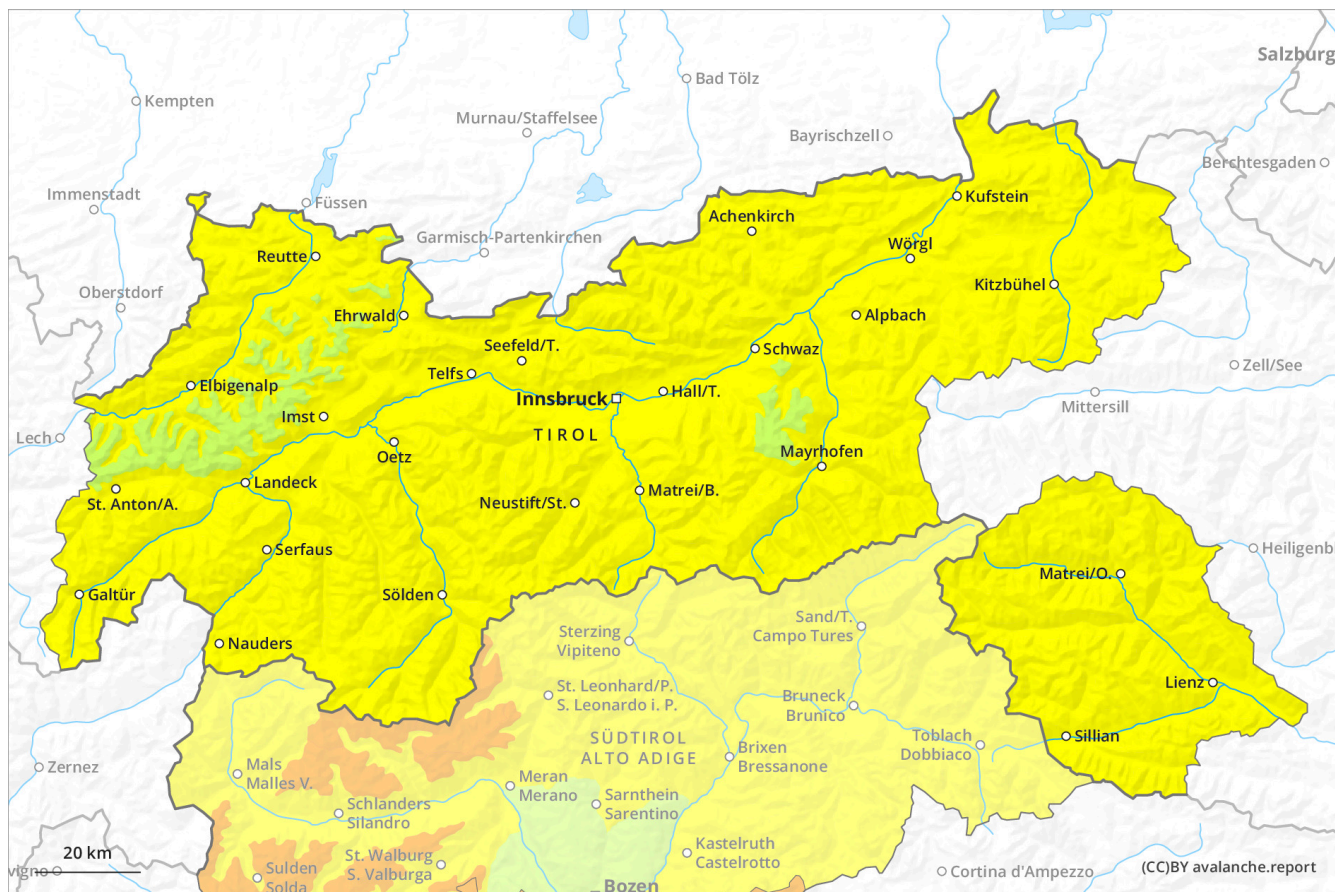 Salzburg
Bad Tölz
Kempten
Murnau/Staffelsee
Bayrischzell
Berchtesgaden
Immenstadt
Füssen
Kufstein
Achenkirch
Garmisch-Partenkirchen
Wörgl
Reutte
Oberstdorf
Kitzbühel
Ehrwald
Alpbach
Seefeld/T.
Schwaz
Zell/See
Telfs
Elbigenalp
Innsbruck
Hall/T.
Mittersill
Imst
Lech
TIROL
Oetz
Mayrhofen
Landeck
St. Anton/A.
Neustift/St.
Matrei/B.
Serfaus
Heiligenb
Matrei/O.
Galtür
Sölden
Sand/T.
Campo Tures
Sterzing
Vipiteno
Nauders
Lienz
St. Leonhard/P.
S. Leonardo i. P.
Bruneck
Brunico
SÜDTIROL
ALTO ADIGE
Toblach
Dobbiaco
Sillian
Brixen
Bressanone
Zernez
Mals
Malles V.
Meran
Merano
Schlanders
Silandro
Sarnthein
Sarentino
Kastelruth
Castelrotto
20 km
St. Walburg
S. Valburga
vigno
Sulden
Solda
Bozen
Cortina d'Ampezzo
(CC)BY avalanche.report